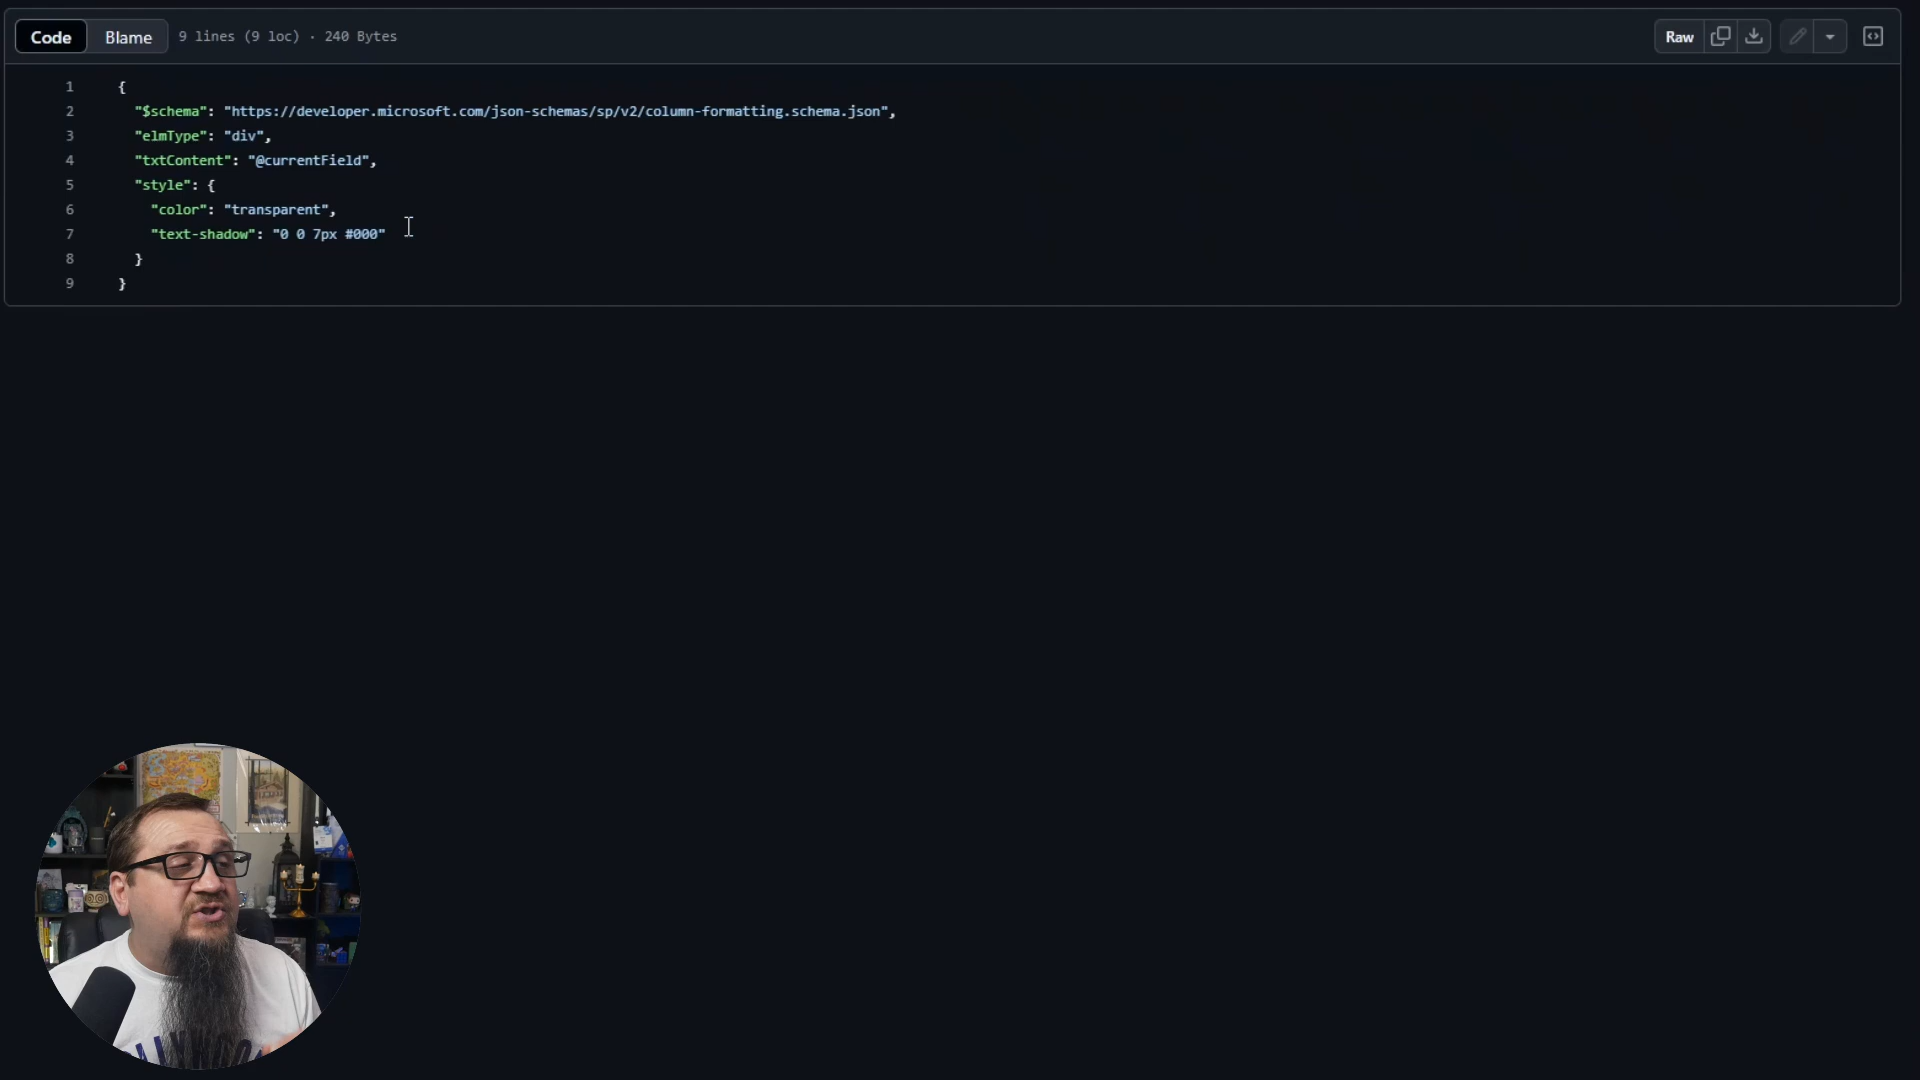 Code Blame 9 lines (9 loc) · 240 Bytes Raw
1 {
2 "$schema": "https://developer.microsoft.com/json-schemas/sp/v2/column-formatting.schema.json",
3 "elmType": "div",
4 "txtContent": "@currentField",
5 "style": {
6 "color": "transparent",
7 "text-shadow": "0 0 7px #000"
8 }
9 }